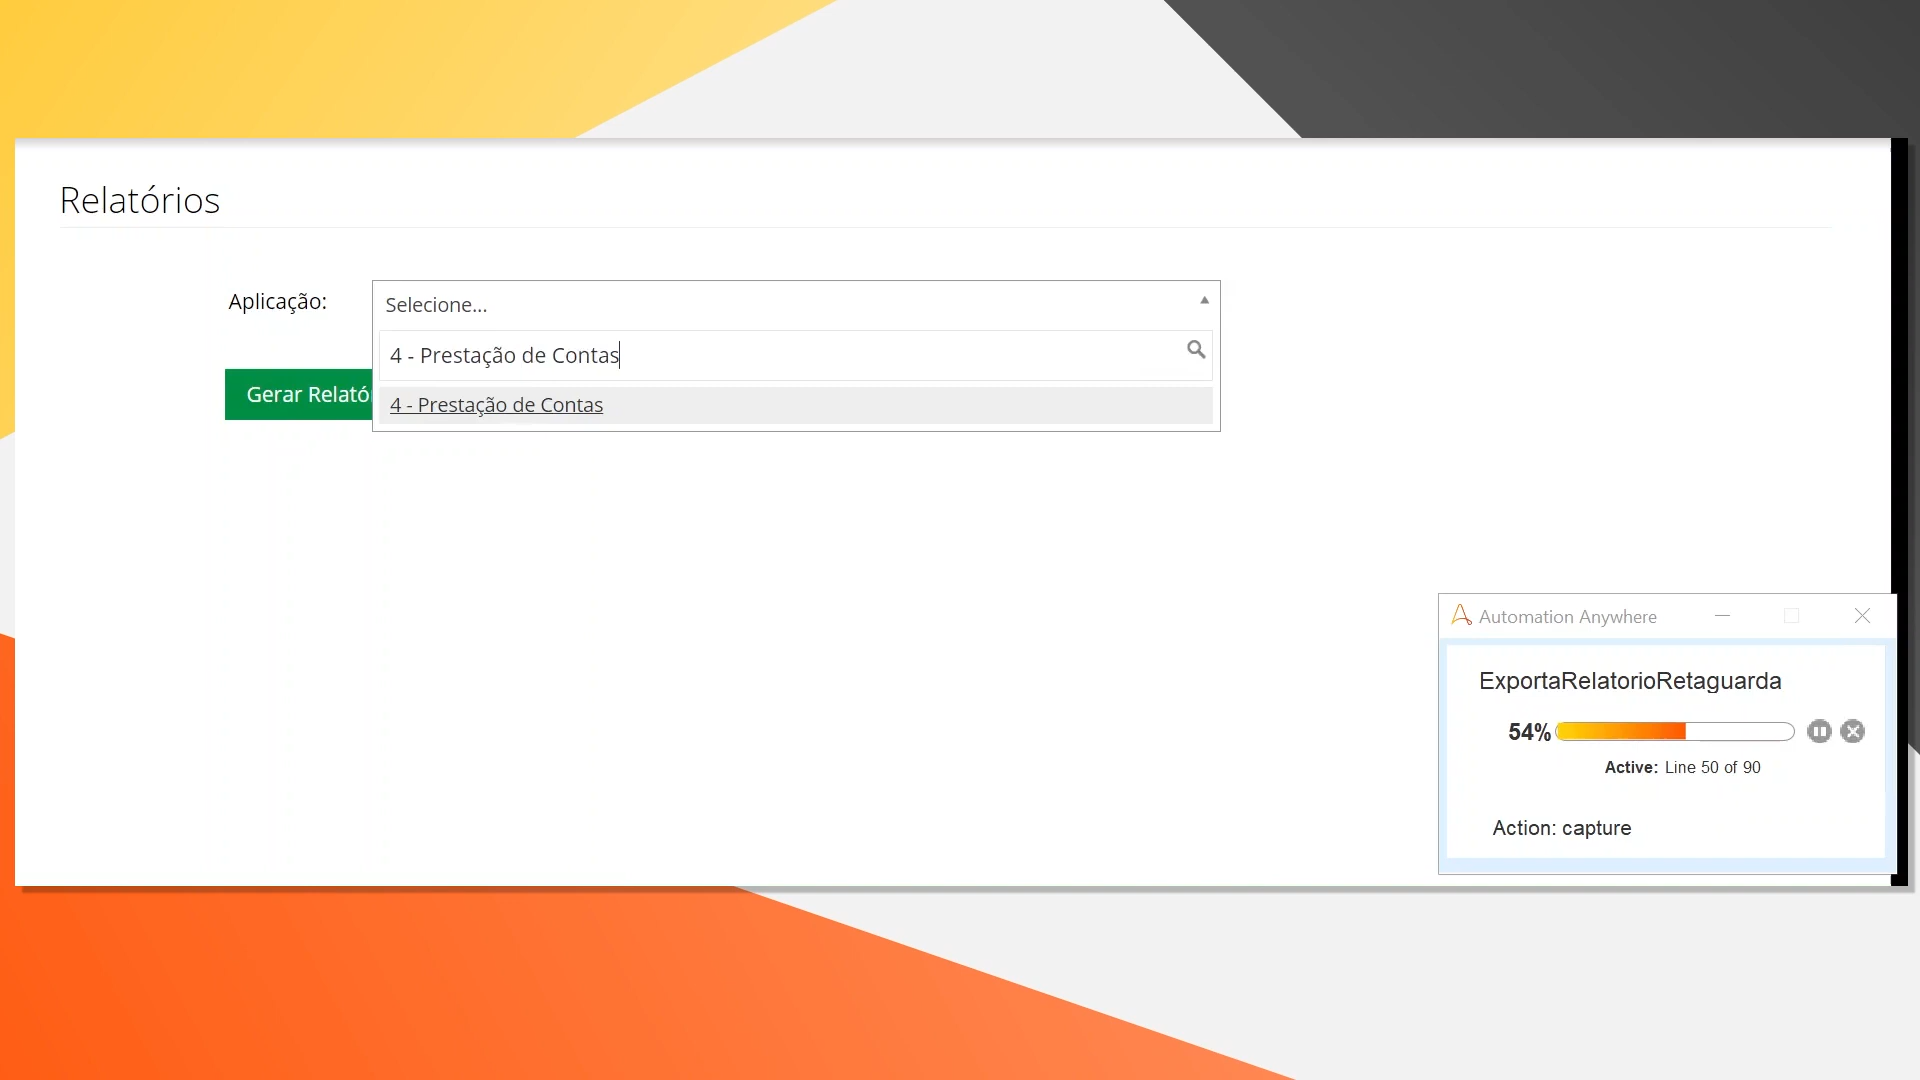 Relatórios
Aplicação:
Selecione...
4 - Prestação de Contas
Gerar Relató
4 - Prestação de Contas
Automation Anywhere
ExportaRelatorioRetaguarda
54%
Active: Line 50 of 90
Action: capture